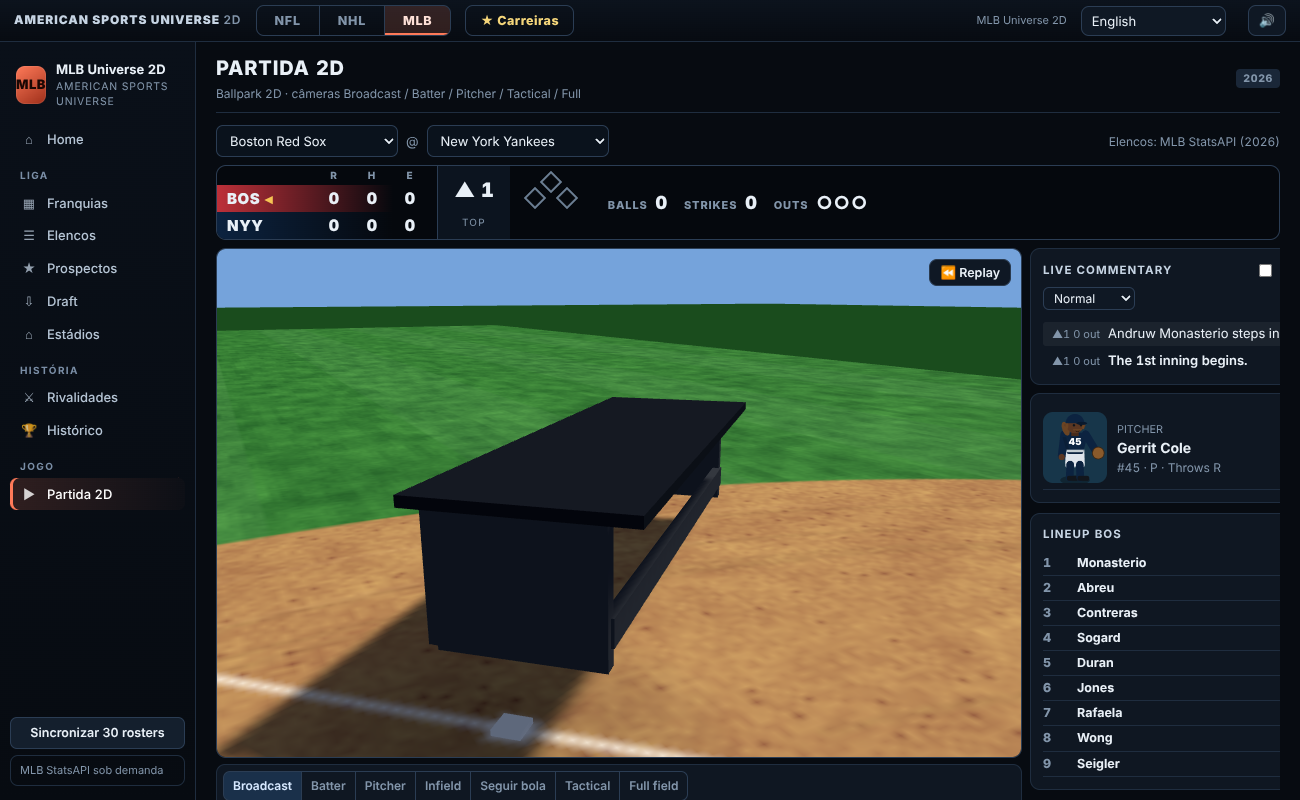 AMERICAN SPORTS UNIVERSE 2D
NFL
NHL
MLB
★ Carreiras
MLB Universe 2D
English
MLB
MLB Universe 2D
AMERICAN SPORTS
UNIVERSE
Home
LIGA
Franquias
Elencos
Prospectos
Draft
Estádios
HISTÓRIA
Rivalidades
Histórico
JOGO
Partida 2D
Sincronizar 30 rosters
MLB StatsAPI sob demanda
PARTIDA 2D
Ballpark 2D · câmeras Broadcast / Batter / Pitcher / Tactical / Full
2026
Boston Red Sox @ New York Yankees
Elencos: MLB StatsAPI (2026)
R H E
BOS ◂ 0 0 0
NYY 0 0 0
▲ 1
TOP
BALLS 0 STRIKES 0 OUTS
⏪ Replay
Broadcast
Batter
Pitcher
Infield
Seguir bola
Tactical
Full field
LIVE COMMENTARY
Normal
▲1 0 out Andruw Monasterio steps in
▲1 0 out The 1st inning begins.
45
PITCHER
Gerrit Cole
#45 · P · Throws R
LINEUP BOS
1 Monasterio
2 Abreu
3 Contreras
4 Sogard
5 Duran
6 Jones
7 Rafaela
8 Wong
9 Seigler